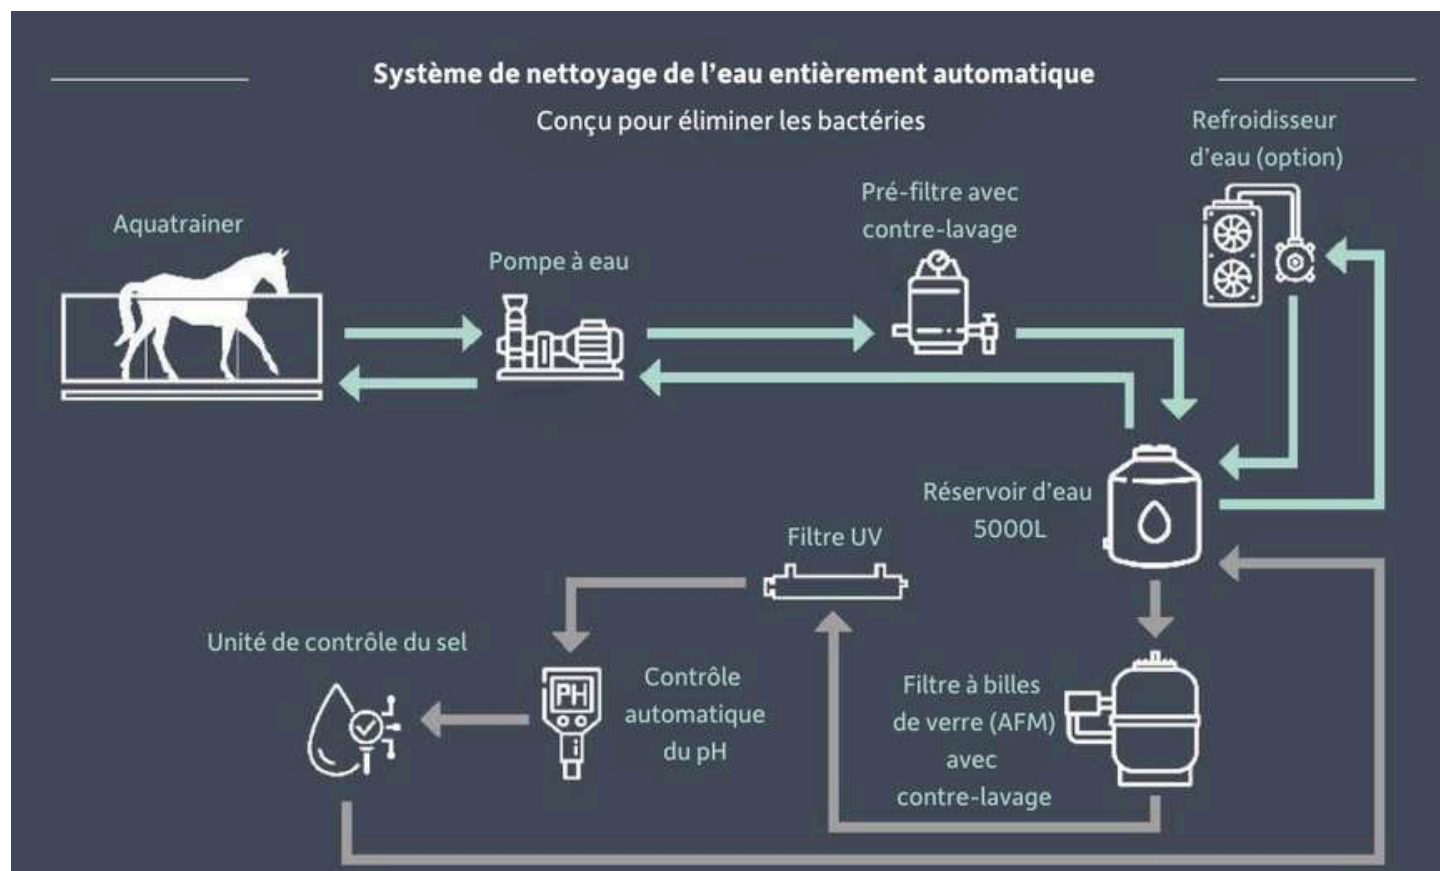 Système de nettoyage de l'eau entièrement automatique
Conçu pour éliminer les bactéries
Refroidisseur
d'eau (option)
Pré-filtre avec
contre-lavage
Aquatrainer
Pompe à eau
Réservoir d'eau
5000L
Filtre UV
Unité de contrôle du sel
PH
Contrôle
automatique
du pH
Filtre à billes
de verre (AFM)
avec
contre-lavage